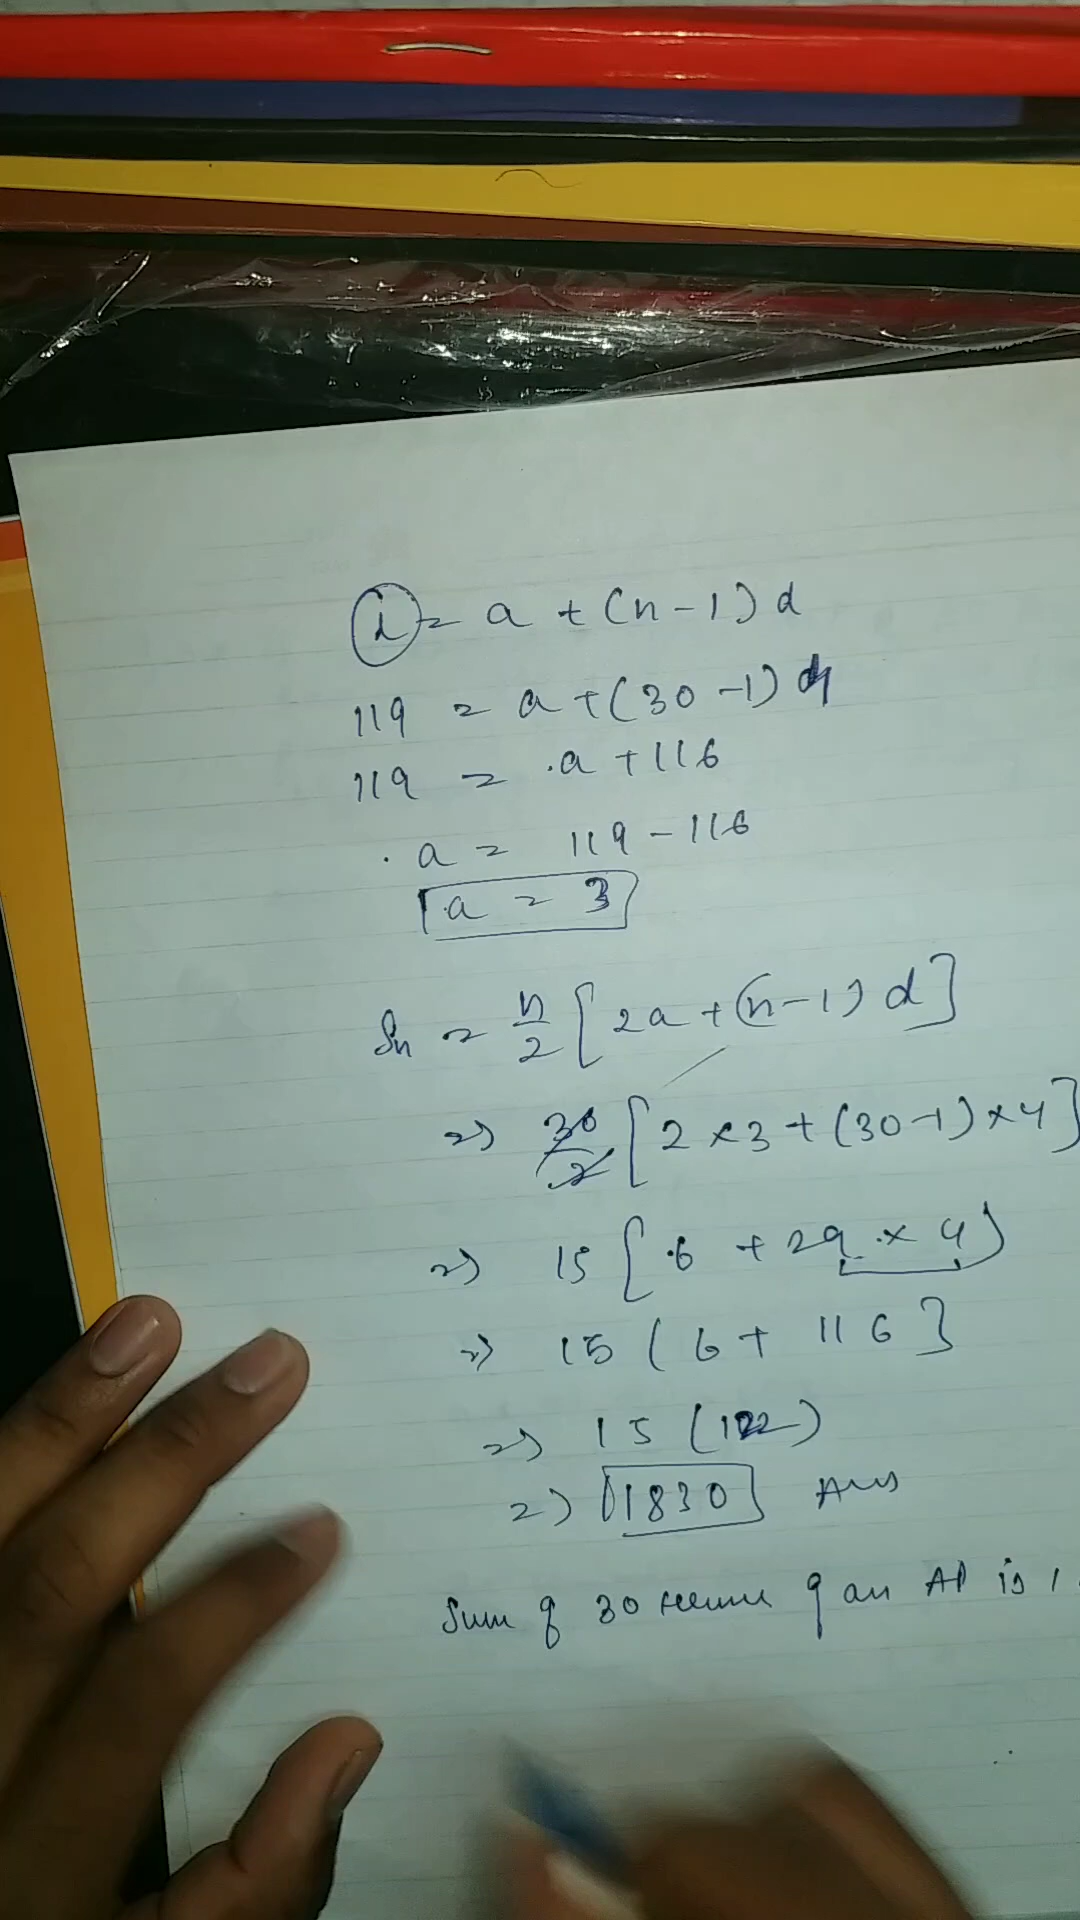 l = a + (n-1) d
119 = a + (30-1) 4
119 = a + 116
a = 119 - 116
a = 3
Sn = n/2 [2a + (n-1) d]
=> 30/2 [2 × 3 + (30-1) × 4]
=> 15 [6 + 29 × 4)
=> 15 ( 6 + 116 ]
=> 15 (122)
=> 1830 Ans
Sum of 30 terms of an AP is 1